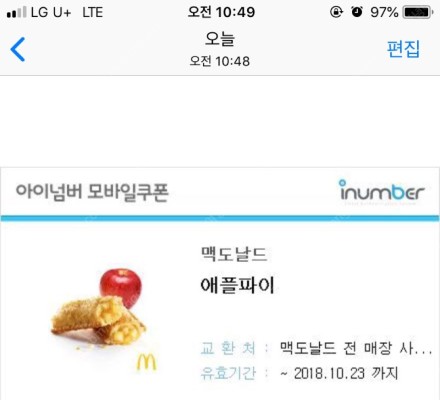 LG U+ LTE 오전 10:49 97%
오늘
편집
오전 10:48
아이넘버 모바일쿠폰 inumber
맥도날드
애플파이
교 환 처 : 맥도날드 전 매장 사...
유효기간 : ~ 2018.10.23 까지